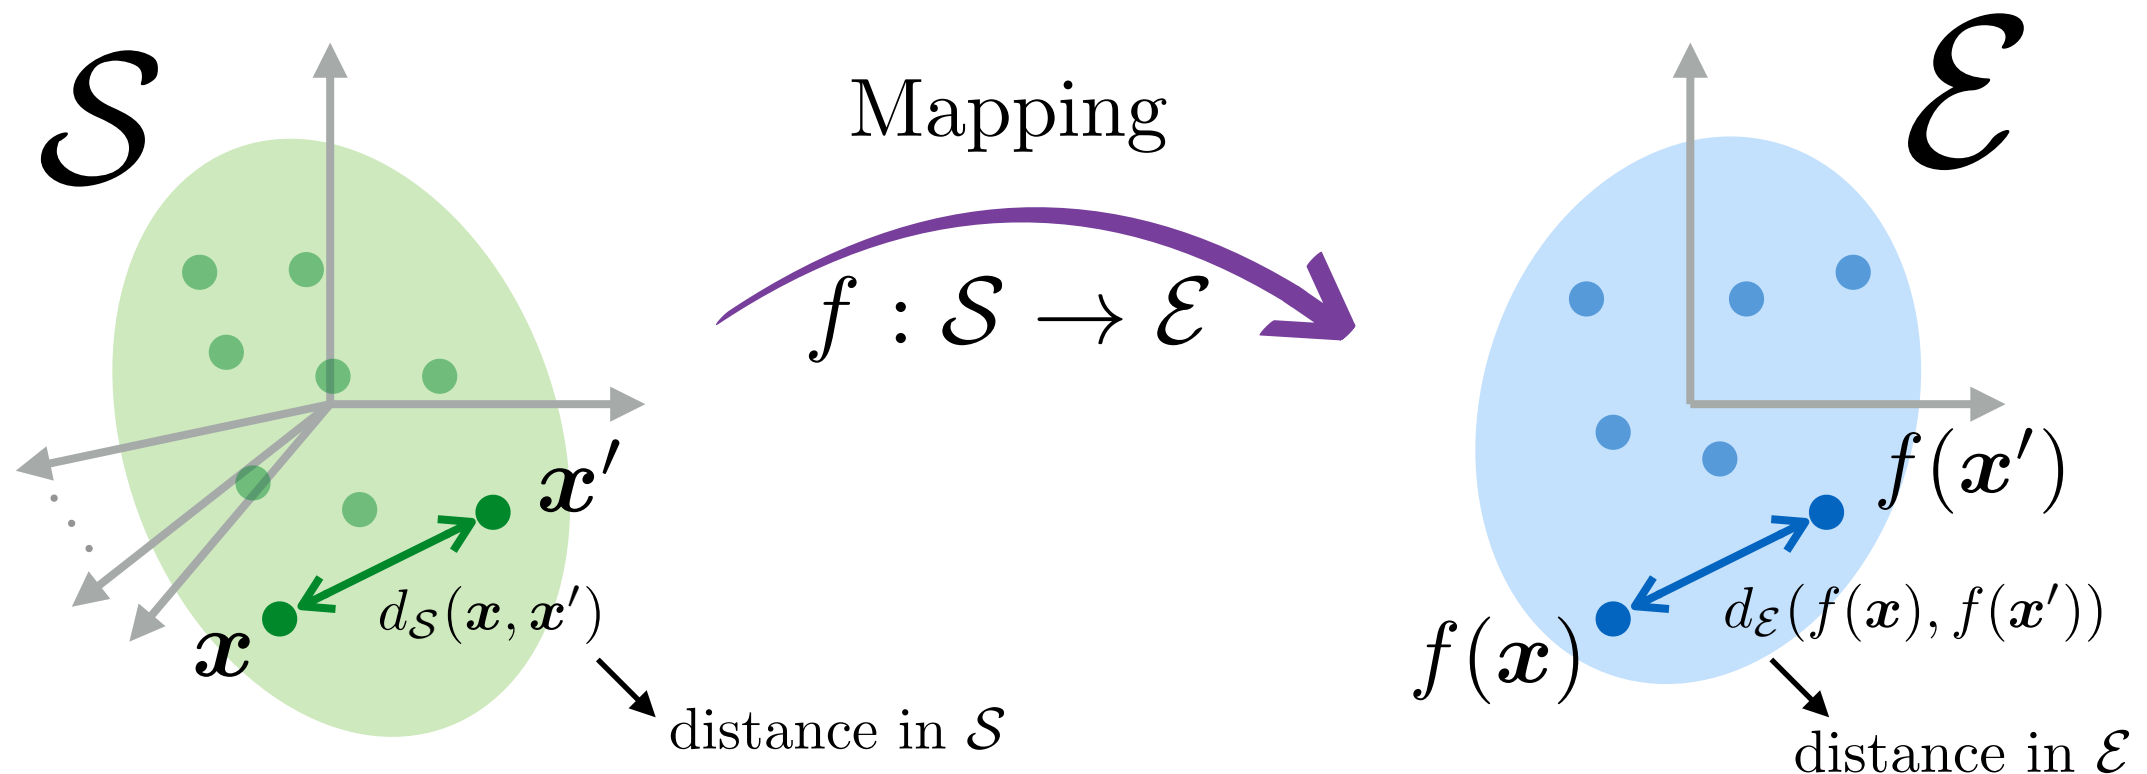 𝒮
Mapping
ℰ
f : 𝒮 → ℰ
𝒙′
f(𝒙′)
d_𝒮(𝒙, 𝒙′)
d_ℰ(f(𝒙), f(𝒙′))
𝒙
f(𝒙)
distance in 𝒮
distance in ℰ